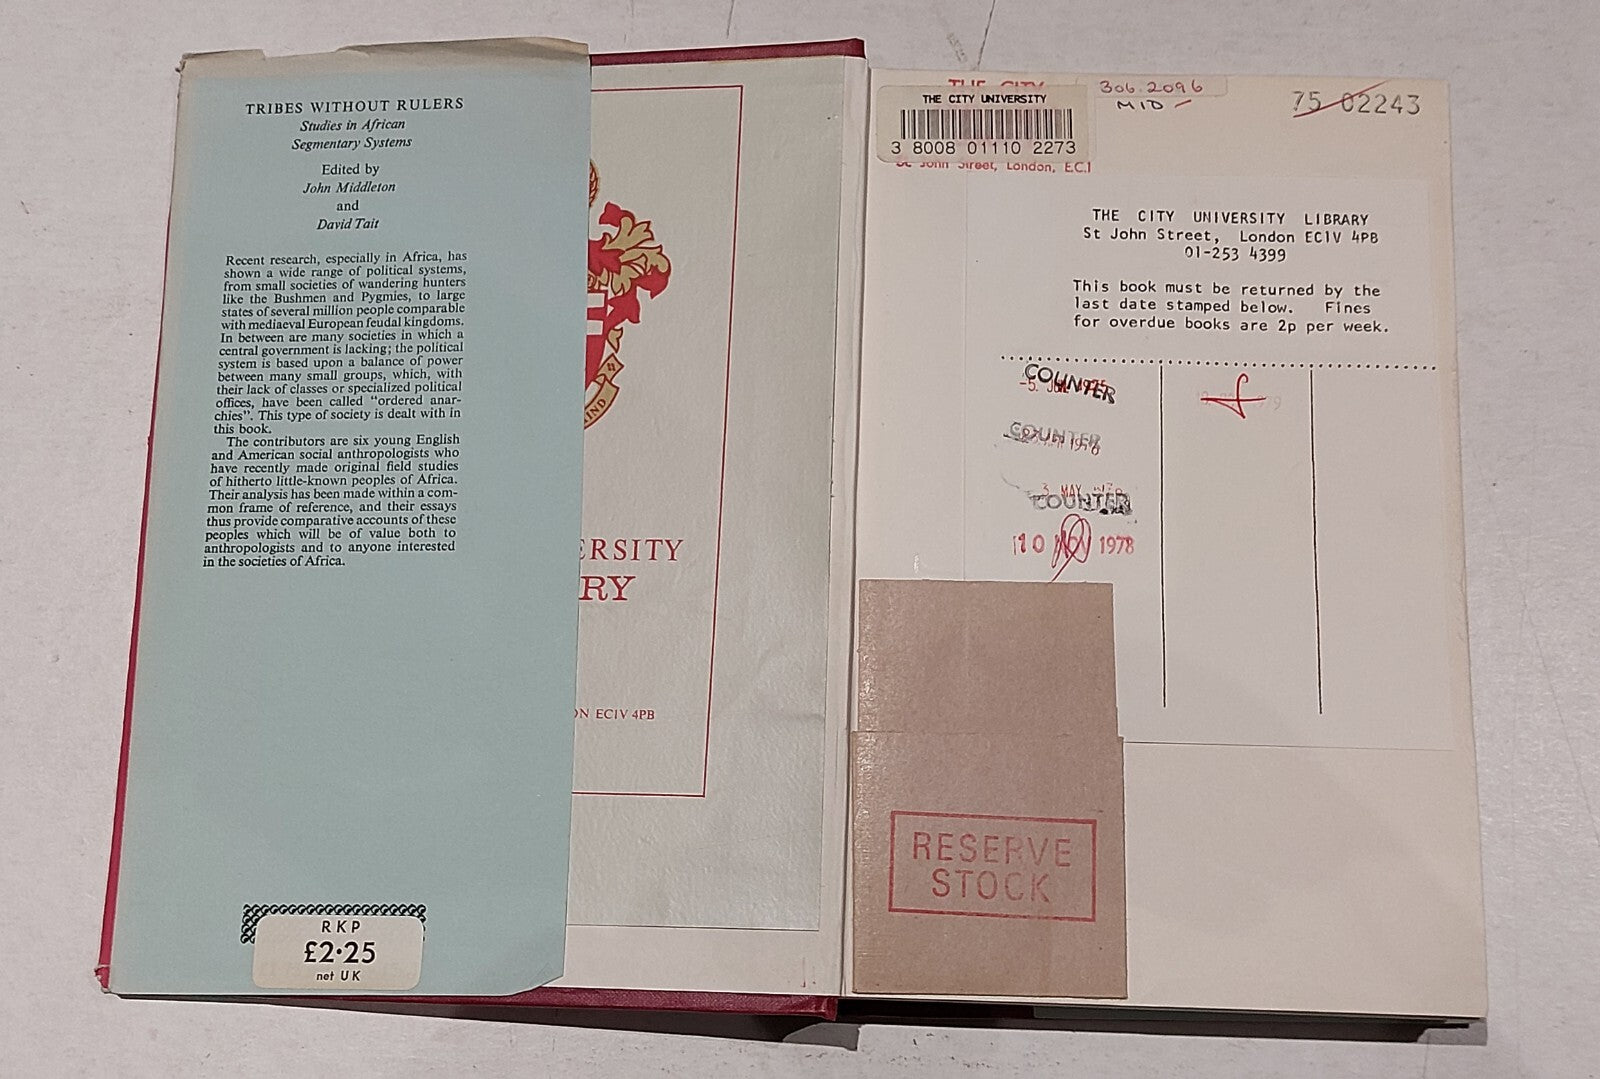 TRIBES WITHOUT RULERS
Studies in African
Segmentary Systems
Edited by
John Middleton
and
David Tait
Recent research, especially in Africa, has
shown a wide range of political systems,
from small societies of wandering hunters
like the Bushmen and Pygmies, to large
states of several million people comparable
with mediaeval European feudal kingdoms.
In between are many societies in which a
central government is lacking; the political
system is based upon a balance of power
between many small groups, which, with
their lack of classes or specialized political
offices, have been called "ordered anar-
chies". This type of society is dealt with in
this book.
The contributors are six young English
and American social anthropologists who
have recently made original field studies
of hitherto little-known peoples of Africa.
Their analysis has been made within a com-
mon frame of reference, and their essays
thus provide comparative accounts of these
peoples which will be of value both to
anthropologists and to anyone interested
in the societies of Africa.
RKP
£2·25
net UK
IND
ERSITY
RY
ON EC1V 4PB
THE CITY
THE CITY UNIVERSITY
3 8008 01110 2273
St John Street, London, E.C.1
306.2096
MID
75 02243
THE CITY UNIVERSITY LIBRARY
St John Street, London EC1V 4PB
01-253 4399
This book must be returned by the
last date stamped below. Fines
for overdue books are 2p per week.
COUNTER
COUNTER
3 MAY
COUNTER
10 NOV 1978
RESERVE
STOCK